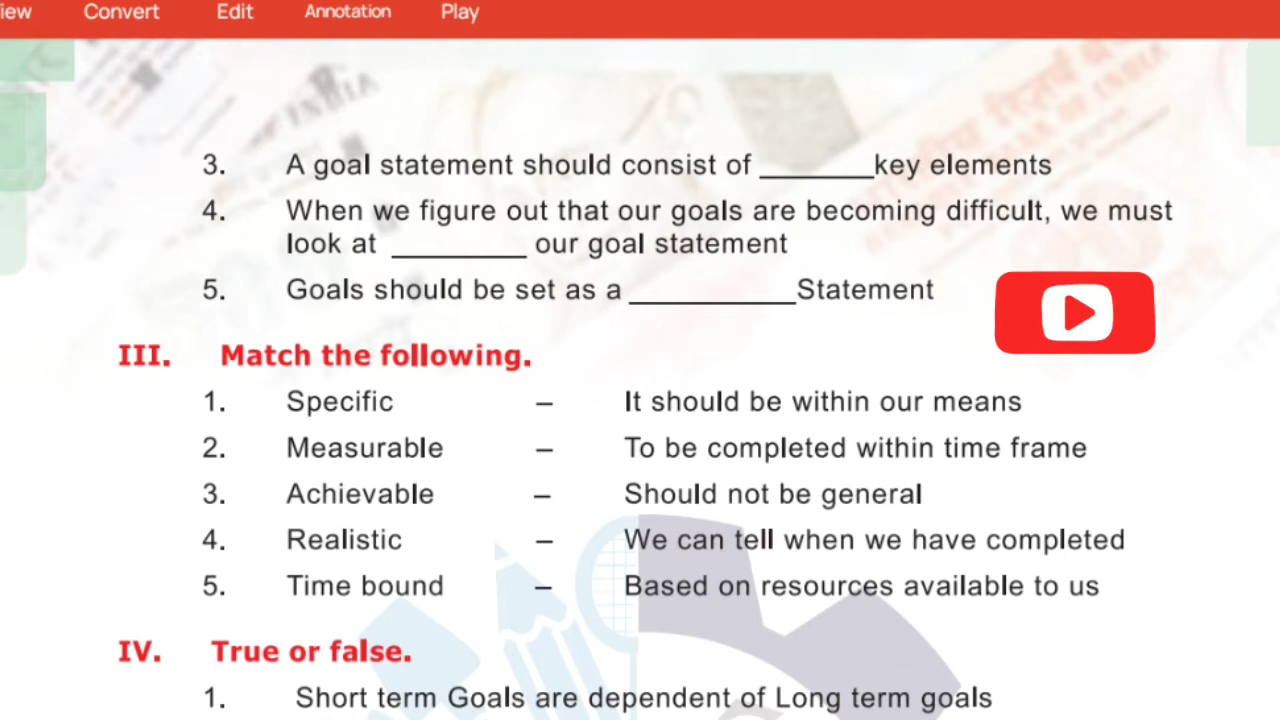 iew Convert Edit Annotation Play
INDIA
3. A goal statement should consist of _______key elements
4. When we figure out that our goals are becoming difficult, we must
look at ________ our goal statement
5. Goals should be set as a __________Statement
III. Match the following.
1. Specific – It should be within our means
2. Measurable – To be completed within time frame
3. Achievable – Should not be general
4. Realistic – We can tell when we have completed
5. Time bound – Based on resources available to us
IV. True or false.
1. Short term Goals are dependent of Long term goals